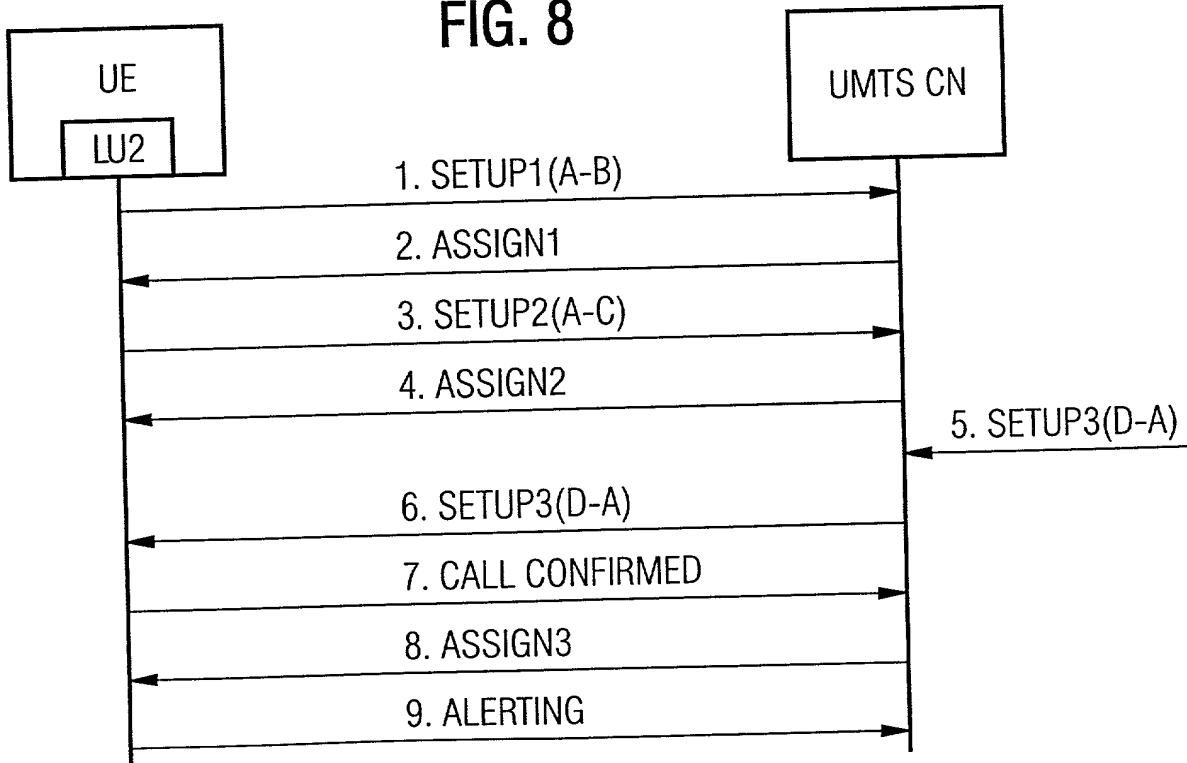 FIG. 8
UE
LU2
UMTS CN
1. SETUP1(A-B)
2. ASSIGN1
3. SETUP2(A-C)
4. ASSIGN2
5. SETUP3(D-A)
6. SETUP3(D-A)
7. CALL CONFIRMED
8. ASSIGN3
9. ALERTING